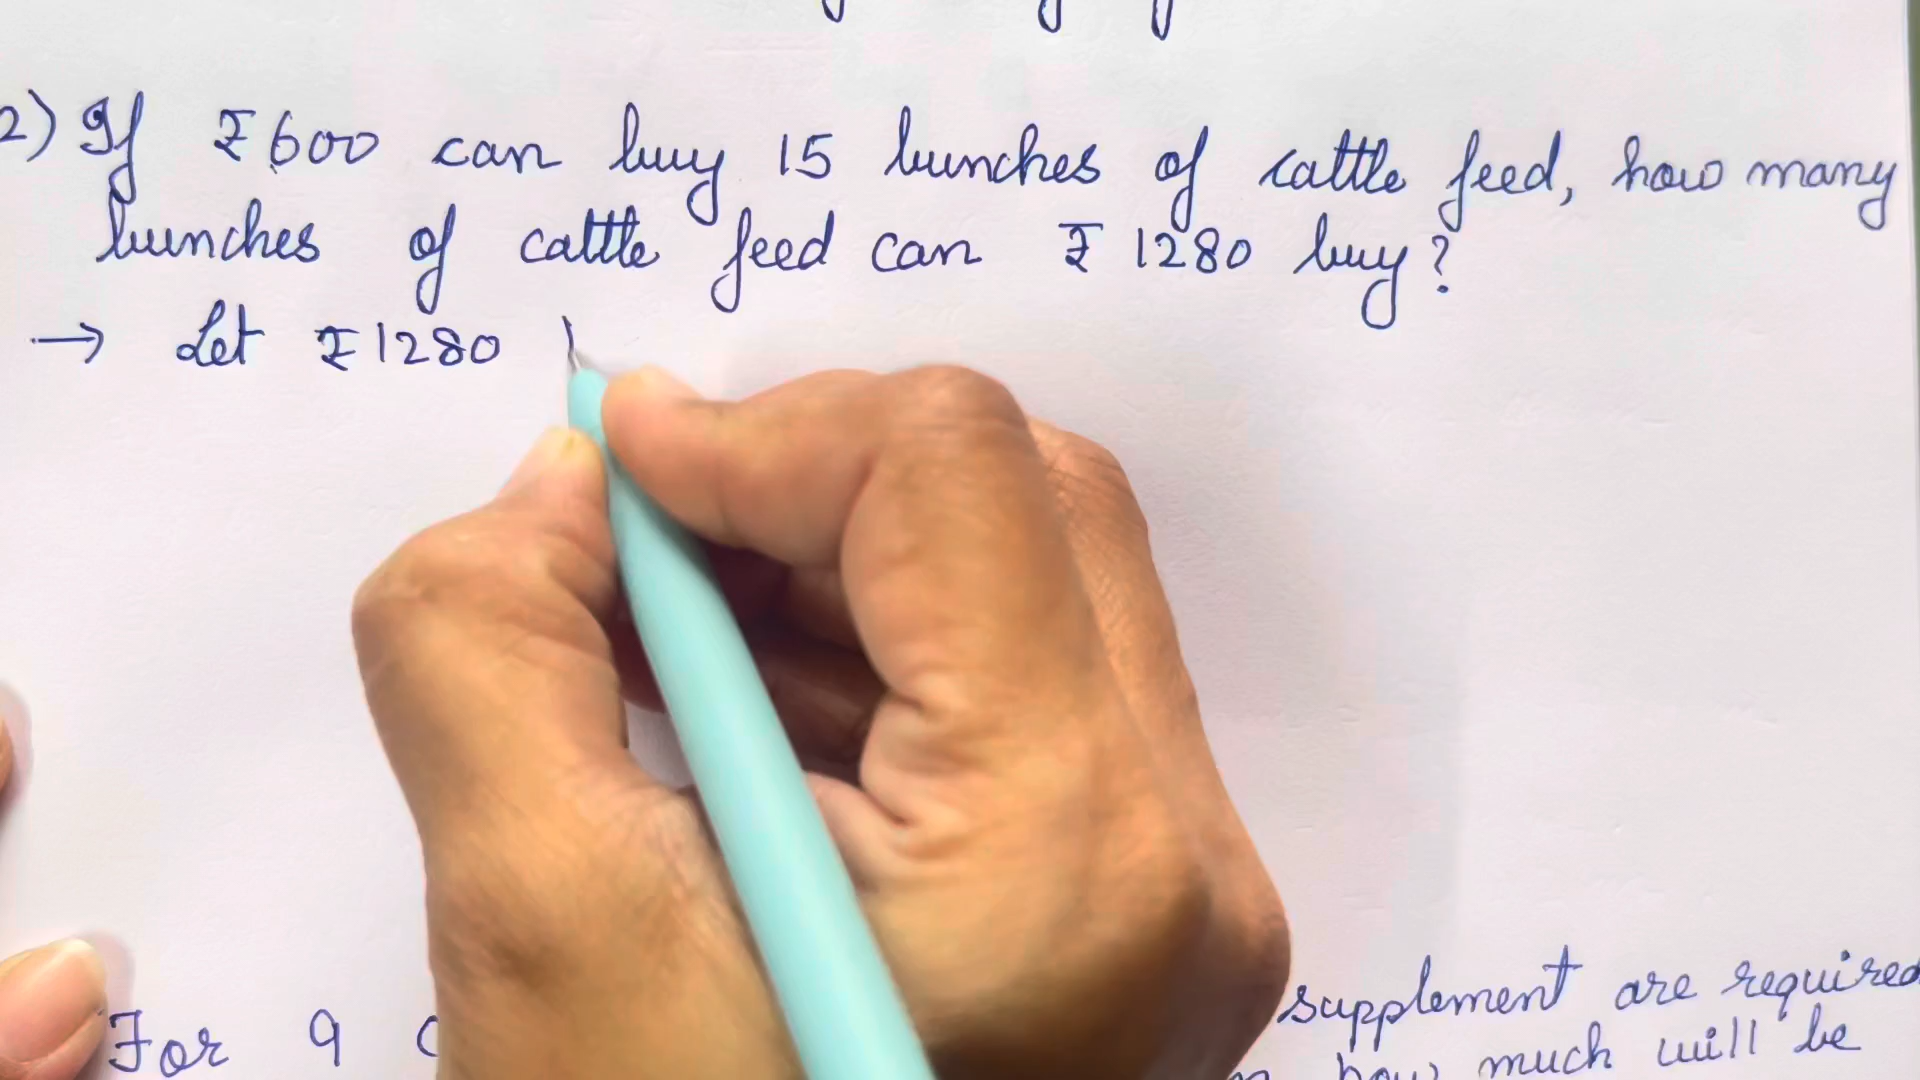 2) If ₹600 can buy 15 bunches of cattle feed, how many
bunches of cattle feed can ₹ 1280 buy?
→ Let ₹1280
supplement are required
For 9
how much will be